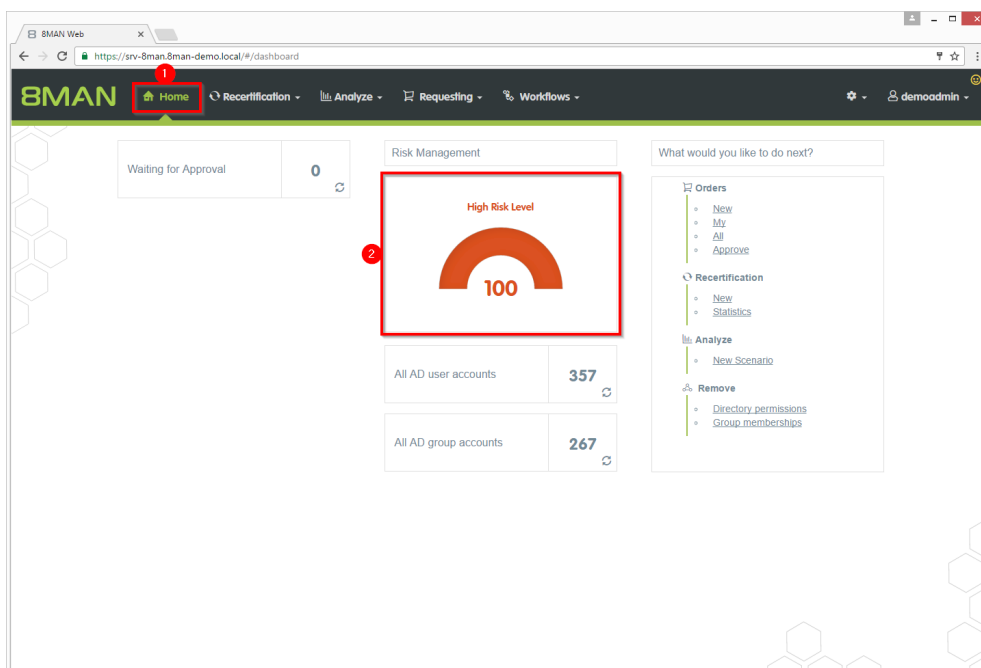 8MAN Web
https://srv-8man.8man-demo.local/#/dashboard
1
8MAN Home Recertification Analyze Requesting Workflows demoadmin
Waiting for Approval 0
Risk Management
High Risk Level
2
100
All AD user accounts 357
All AD group accounts 267
What would you like to do next?
Orders
New
My
All
Approve
Recertification
New
Statistics
Analyze
New Scenario
Remove
Directory permissions
Group memberships